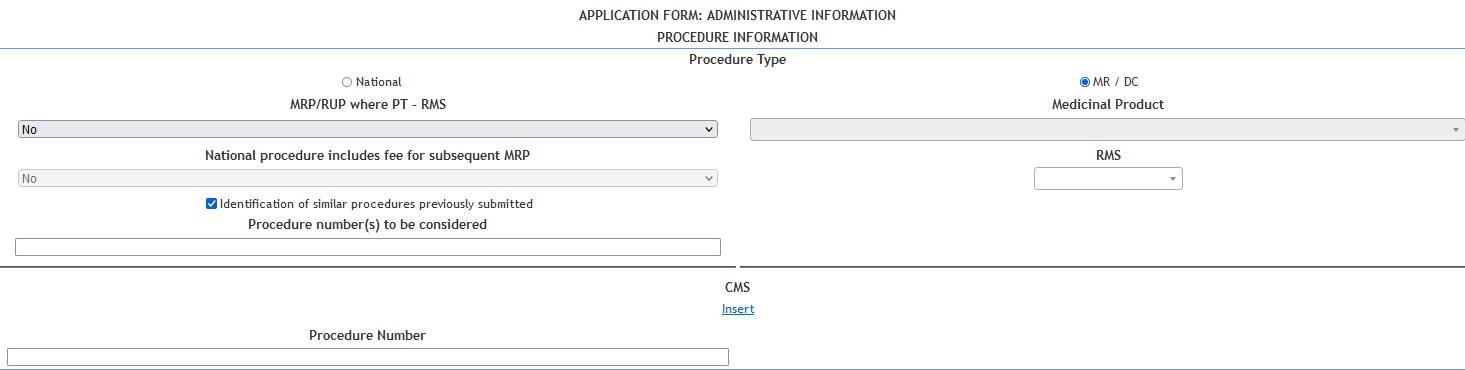 APPLICATION FORM: ADMINISTRATIVE INFORMATION
PROCEDURE INFORMATION
Procedure Type
National
MR / DC
MRP/RUP where PT - RMS
Medicinal Product
No
National procedure includes fee for subsequent MRP
RMS
No
Identification of similar procedures previously submitted
Procedure number(s) to be considered
CMS
Insert
Procedure Number